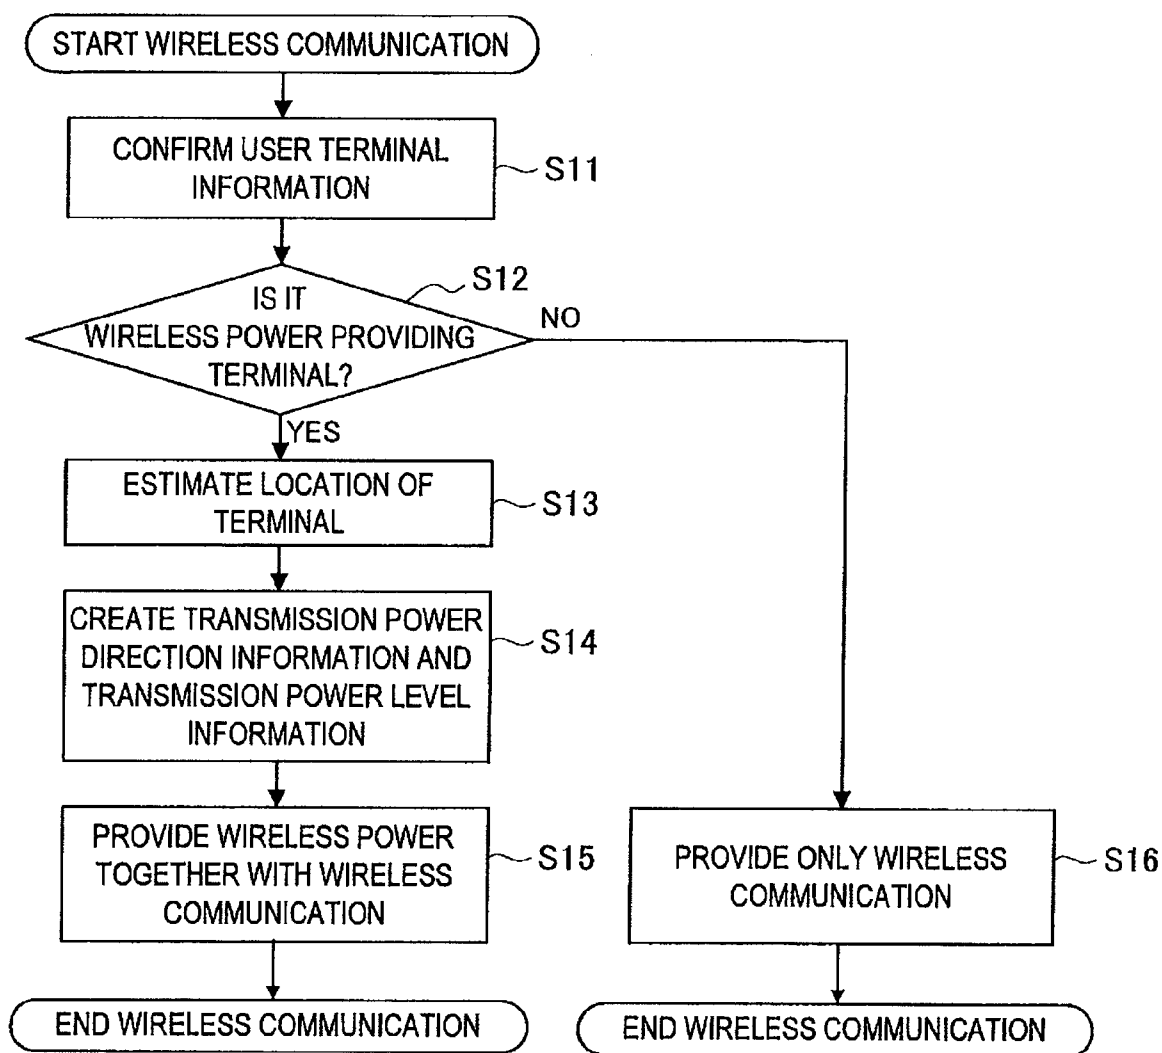 START WIRELESS COMMUNICATION
CONFIRM USER TERMINAL
INFORMATION
S11
S12
IS IT
WIRELESS POWER PROVIDING
TERMINAL?
NO
YES
ESTIMATE LOCATION OF
TERMINAL
S13
CREATE TRANSMISSION POWER
DIRECTION INFORMATION AND
TRANSMISSION POWER LEVEL
INFORMATION
S14
PROVIDE WIRELESS POWER
TOGETHER WITH WIRELESS
COMMUNICATION
S15
PROVIDE ONLY WIRELESS
COMMUNICATION
S16
END WIRELESS COMMUNICATION
END WIRELESS COMMUNICATION